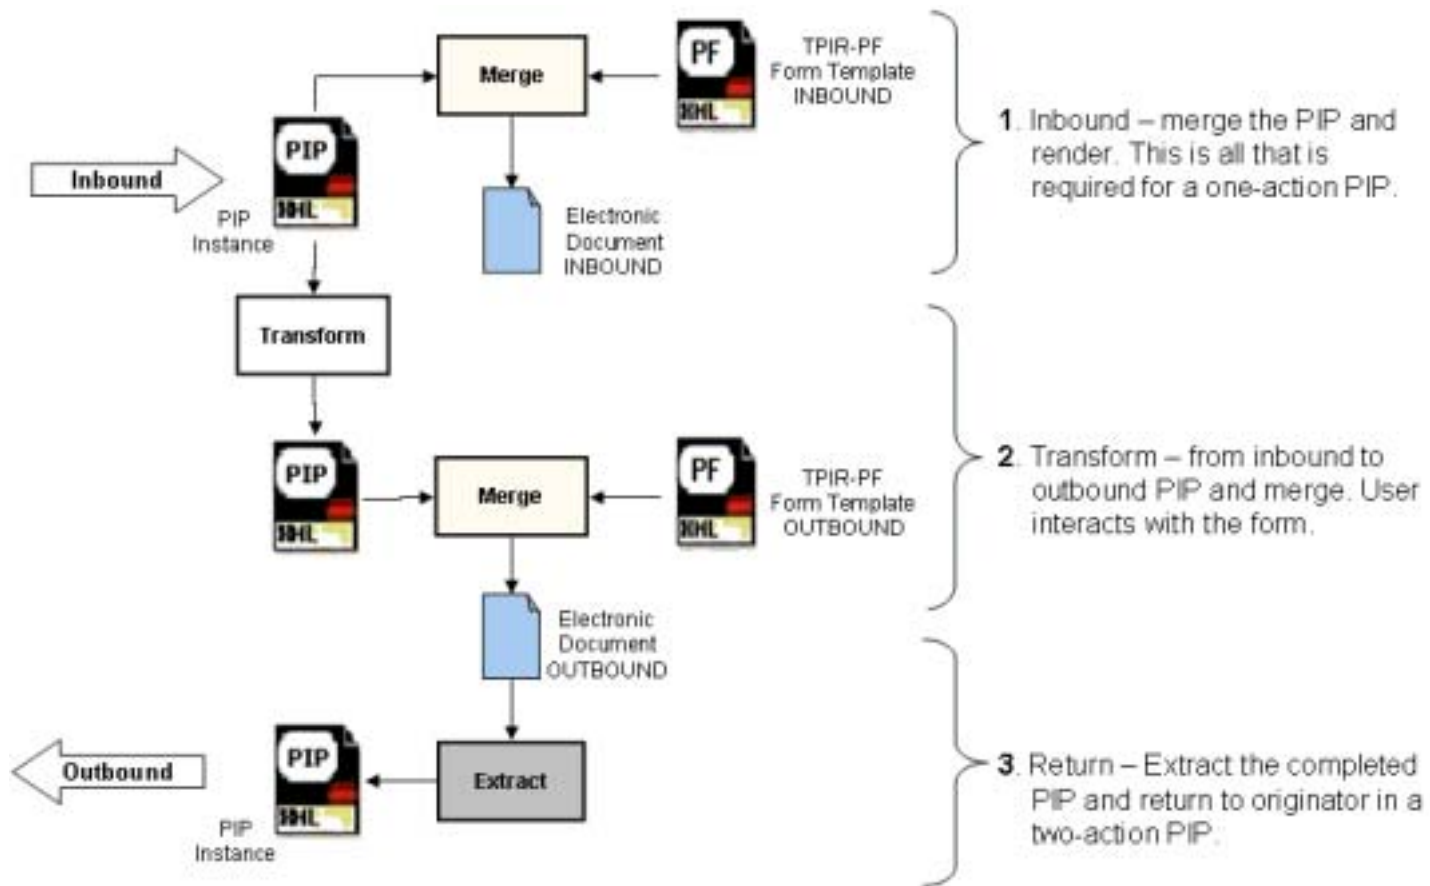 Merge
PF
XML
TPIR-PF
Form Template
INBOUND
1. Inbound – merge the PIP and
render. This is all that is
required for a one-action PIP.
Inbound
PIP
XML
PIP
Instance
Electronic
Document
INBOUND
Transform
PIP
XML
Merge
PF
XML
TPIR-PF
Form Template
OUTBOUND
2. Transform – from inbound to
outbound PIP and merge. User
interacts with the form.
Electronic
Document
OUTBOUND
Outbound
PIP
XML
PIP
Instance
Extract
3. Return – Extract the completed
PIP and return to originator in a
two-action PIP.